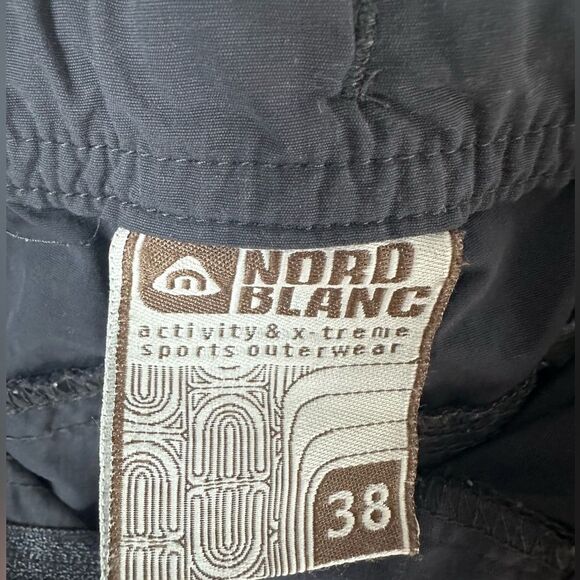 NORD
BLANC
activity & x-treme
sports outerwear
38